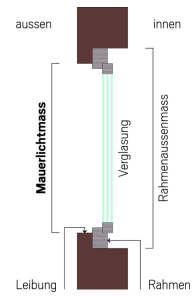 aussen
innen
Mauerlichtmass
Verglasung
Rahmenaussenmass
Leibung
Rahmen